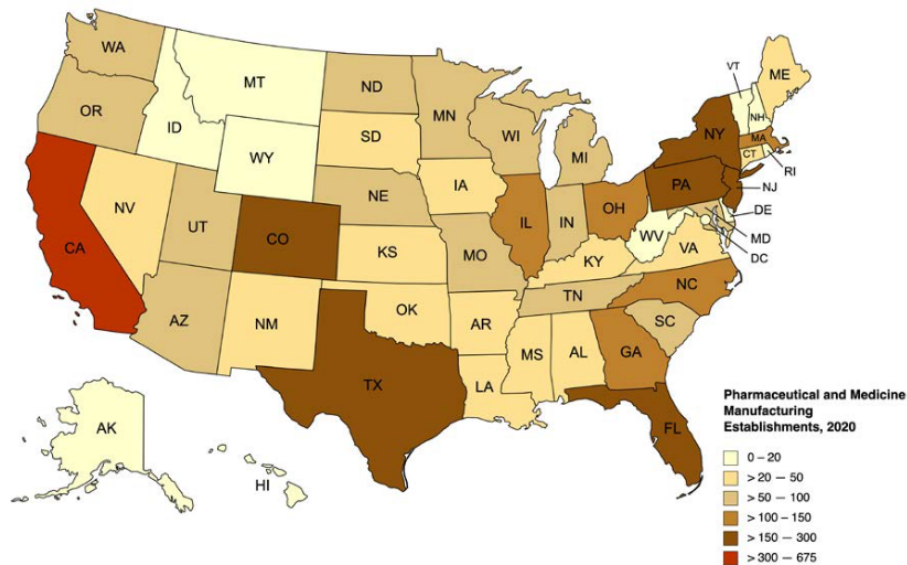 WA
MT
ND
MN
VT
ME
OR
ID
SD
WI
NY
NH
MA
WY
MI
CT
RI
IA
PA
NJ
NV
NE
OH
DE
UT
CO
IL
IN
WV
MD
CA
KS
MO
KY
VA
DC
AZ
NM
OK
TN
NC
AR
SC
MS
AL
GA
TX
LA
FL
AK
HI
Pharmaceutical and Medicine
Manufacturing
Establishments, 2020
0 – 20
> 20 — 50
> 50 — 100
> 100 – 150
> 150 — 300
> 300 — 675